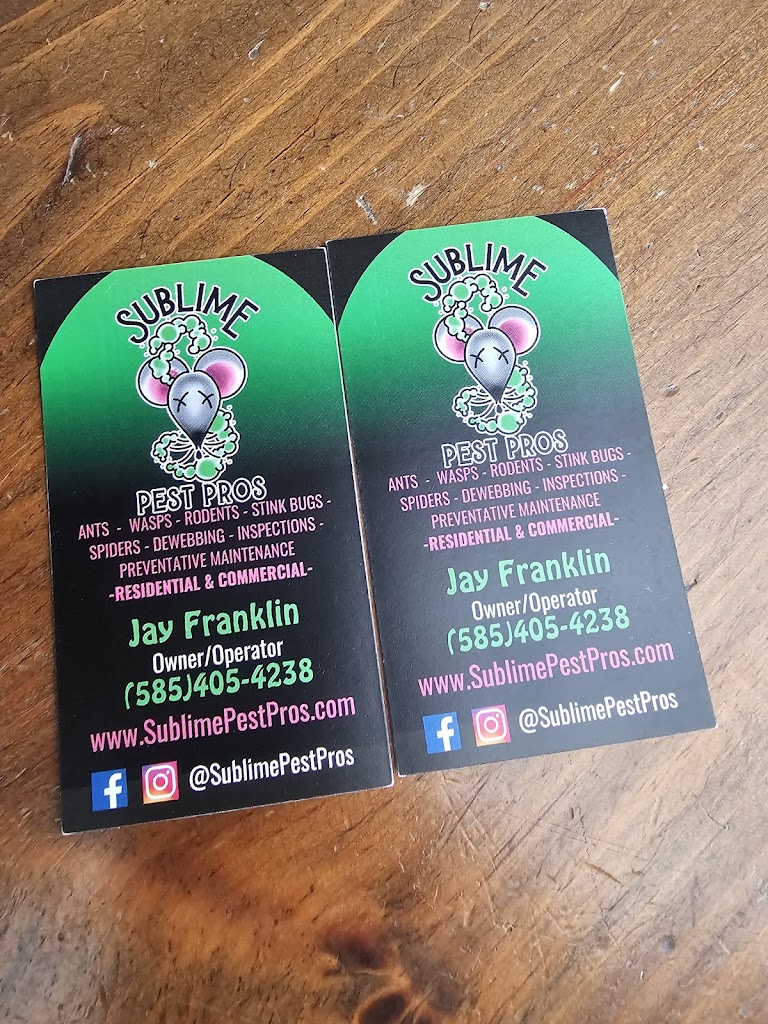 SUBLIME
PEST PROS
ANTS - WASPS - RODENTS - STINK BUGS -
SPIDERS - DEWEBBING - INSPECTIONS -
PREVENTATIVE MAINTENANCE
-RESIDENTIAL & COMMERCIAL-
Jay Franklin
Owner/Operator
(585)405-4238
www.SublimePestPros.com
@SublimePestPros
SUBLIME
PEST PROS
ANTS - WASPS - RODENTS - STINK BUGS -
SPIDERS - DEWEBBING - INSPECTIONS -
PREVENTATIVE MAINTENANCE
-RESIDENTIAL & COMMERCIAL-
Jay Franklin
Owner/Operator
(585)405-4238
www.SublimePestPros.com
@SublimePestPros